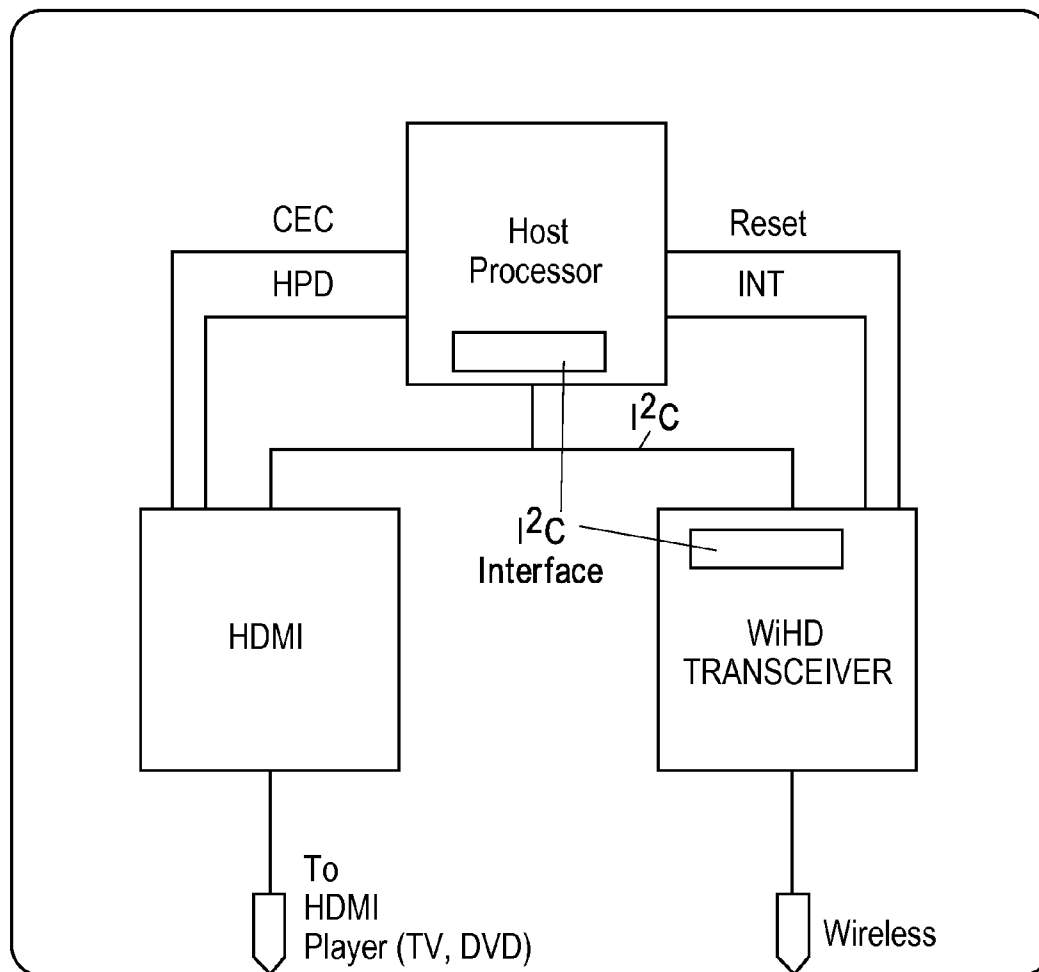 CEC
HPD
Host
Processor
Reset
INT
I²C
I²C
Interface
HDMI
WiHD
TRANSCEIVER
To
HDMI
Player (TV, DVD)
Wireless